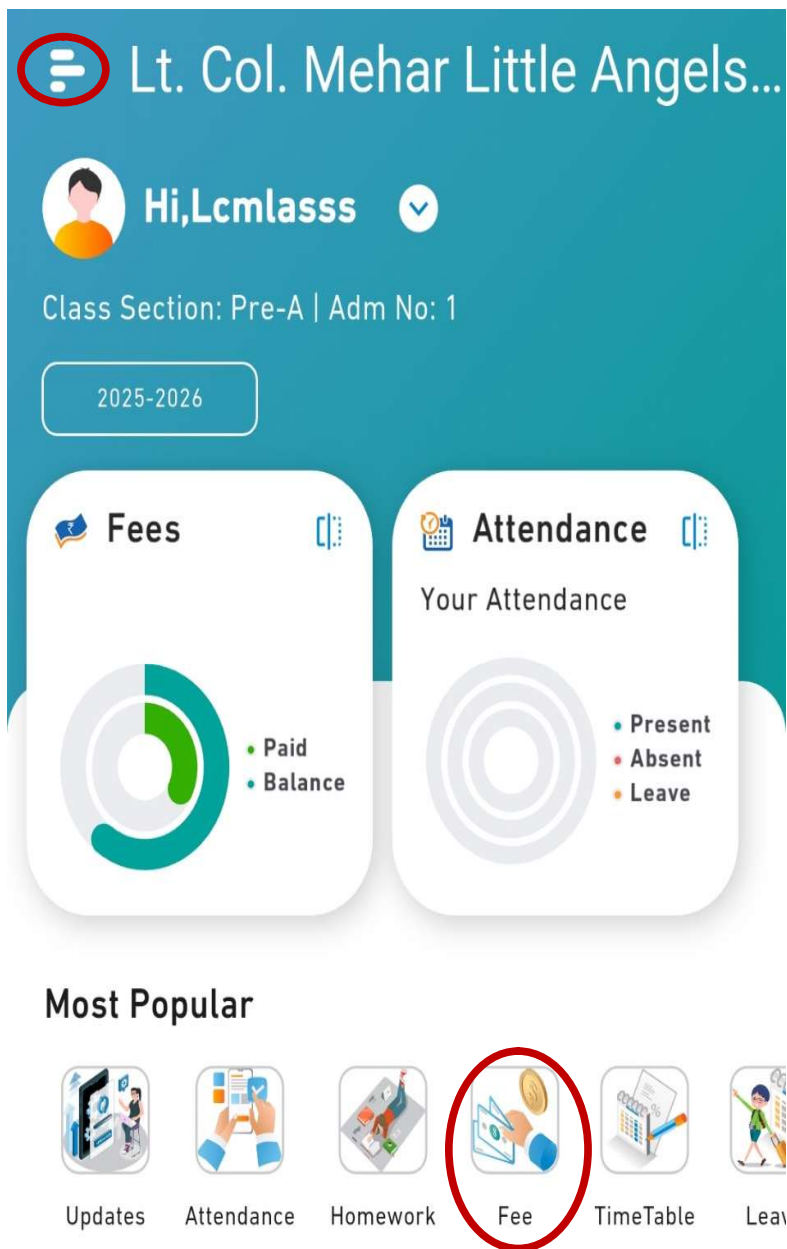 Lt. Col. Mehar Little Angels...
Hi,Lcmlasss
Class Section: Pre-A | Adm No: 1
2025-2026
Fees
Paid
Balance
Attendance
Your Attendance
Present
Absent
Leave
Most Popular
Updates Attendance Homework Fee TimeTable Leav